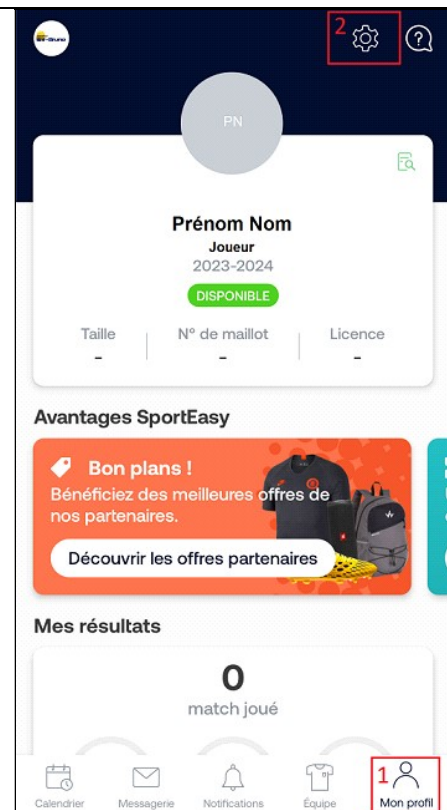 St-Bruno
2
PN
Prénom Nom
Joueur
2023-2024
DISPONIBLE
Taille
N° de maillot
Licence
-
-
-
Avantages SportEasy
Bon plans !
Bénéficiez des meilleures offres de
nos partenaires.
Découvrir les offres partenaires
Mes résultats
0
match joué
1
Calendrier
Messagerie
Notifications
Équipe
Mon profil